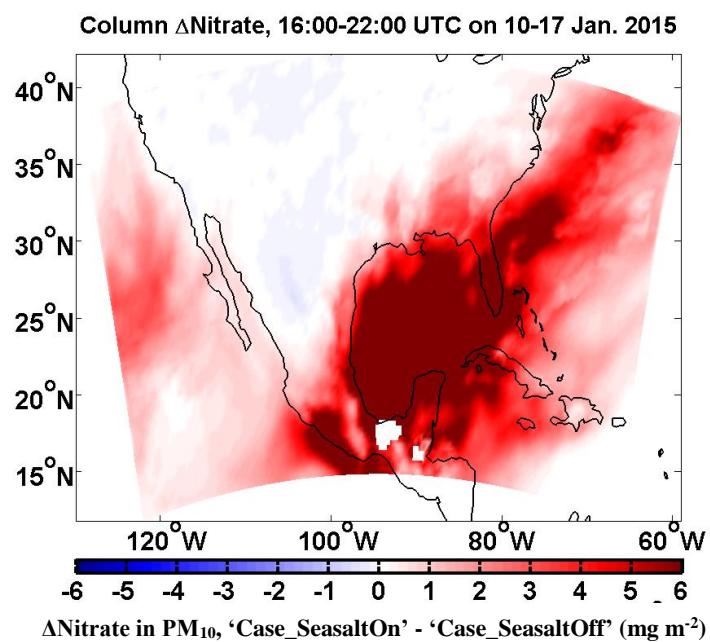 Column ΔNitrate, 16:00-22:00 UTC on 10-17 Jan. 2015
40°N
35°N
30°N
25°N
20°N
15°N
120°W 100°W 80°W 60°W
-6 -5 -4 -3 -2 -1 0 1 2 3 4 5 6
ΔNitrate in PM₁₀, ‘Case_SeasaltOn’ - ‘Case_SeasaltOff’ (mg m⁻²)